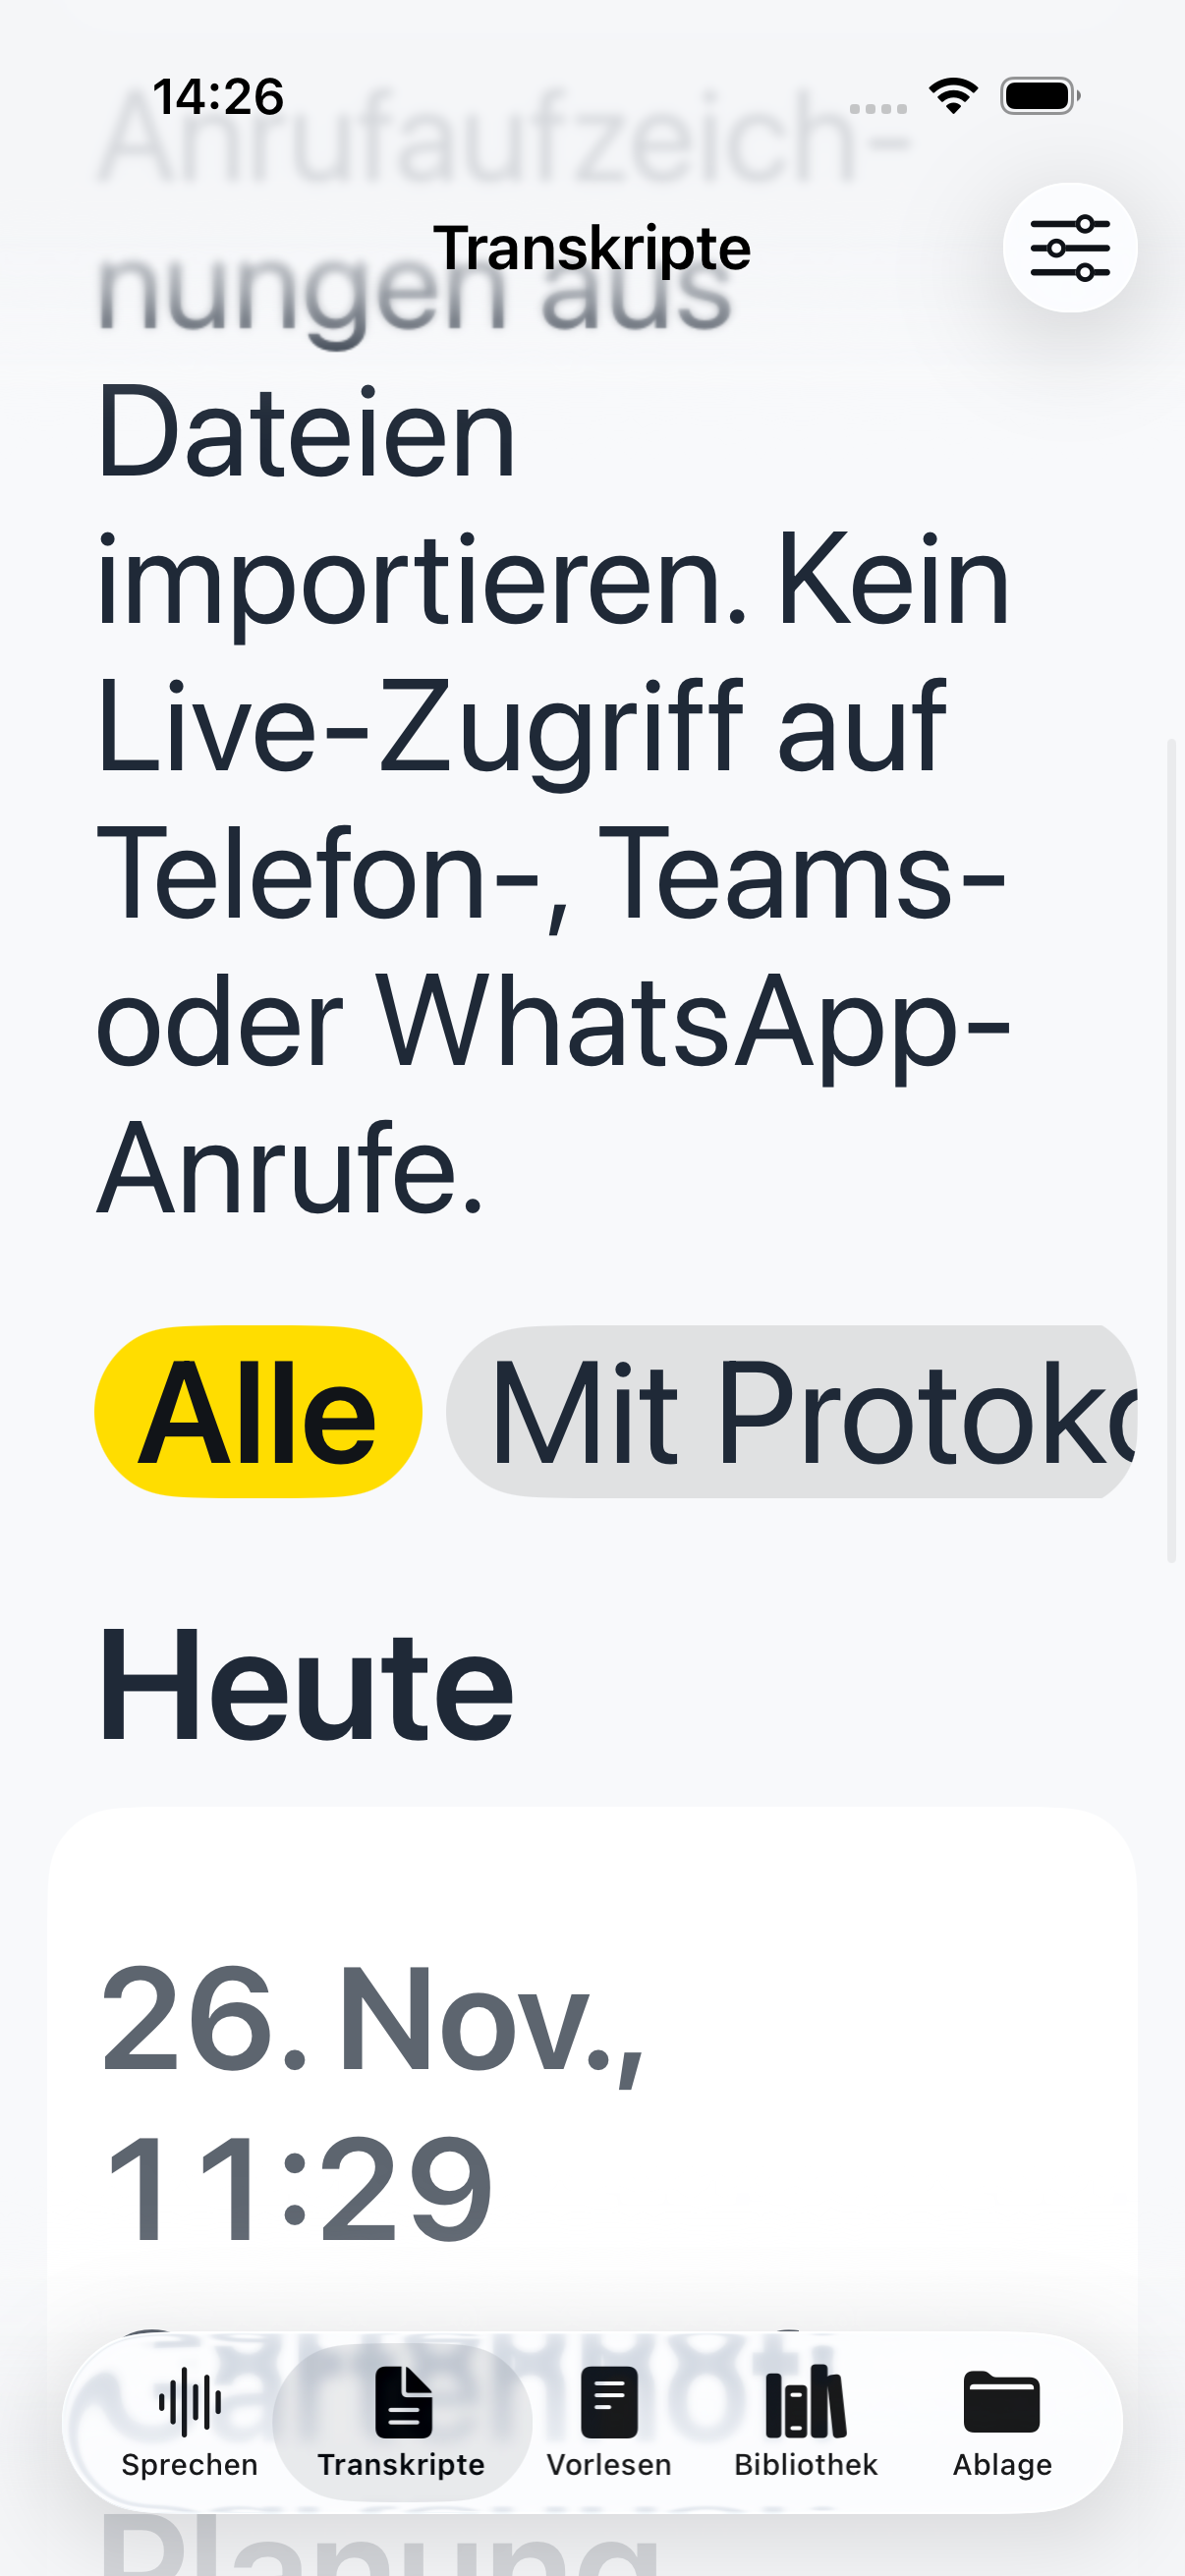 14:26
Anrufaufzeich-
Transkripte
nungen aus
Dateien
importieren. Kein
Live-Zugriff auf
Telefon-, Teams-
oder WhatsApp-
Anrufe.
Alle
Mit Protoko
Heute
26. Nov.,
11:29
Sprechen
Transkripte
Vorlesen
Bibliothek
Ablage
Planung